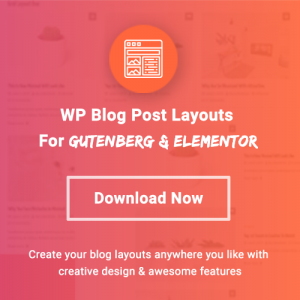 WP Blog Post Layouts
For GUTENBERG & ELEMENTOR
Download Now
Create your blog layouts anywhere you like with
creative design & awesome features